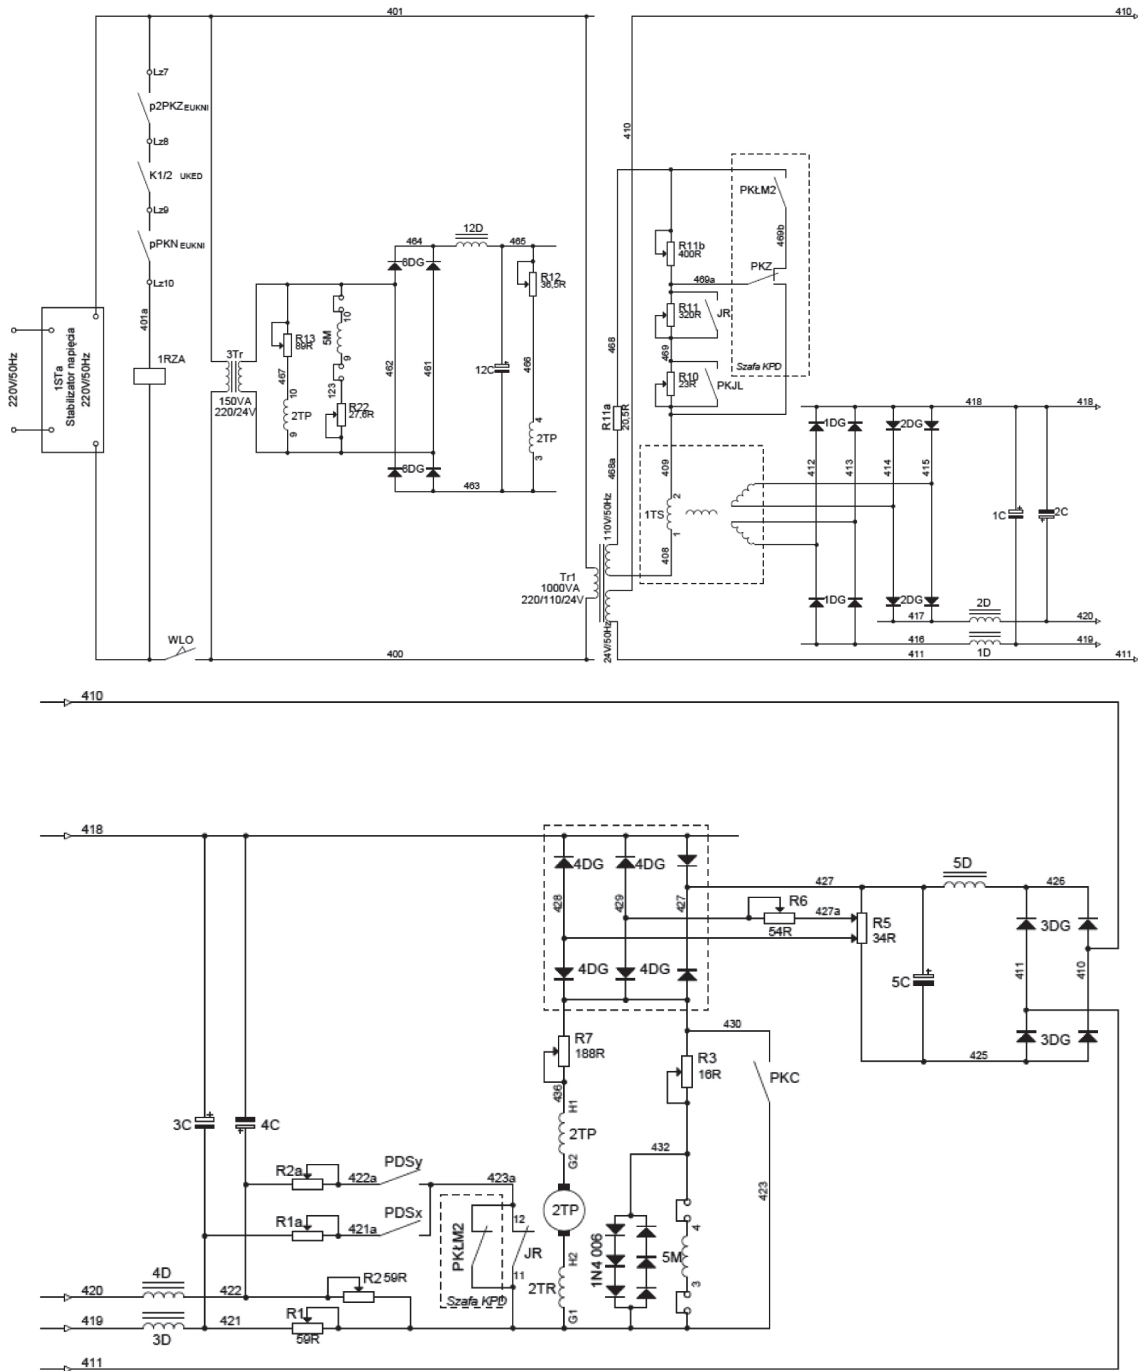 401
410
Lz7
p2PKZ EUKNI
Lz8
K1/2 UKED
Lz9
pPKN EUKNI
Lz10
401a
1RZA
220V/50Hz
1STa
Stabilizator napięcia
220V/50Hz
WLO
400
3Tr
150VA
220/24V
R13
89R
467
10
2TP
9
5M
10
9
123
R22
27,6R
462
461
464
6DG
6DG
463
12D
465
12C
R12
36,5R
466
4
2TP
3
410
468
R11a
20,5R
468a
110V/50Hz
Tr1
1000VA
220/110/24V
24V/50Hz
R11b
400R
469a
R11
320R
JR
469
R10
23R
PKJL
PKŁM2
469b
PKZ
Szafa KPD
409
2
1TS
1
408
418
418
1DG
2DG
412
413
414
415
1C
2C
1DG
2DG
417
2D
420
416
1D
419
411
411
410
418
4DG
4DG
428
429
427
4DG
4DG
427
R6
54R
427a
R5
34R
5D
426
3DG
411
410
5C
3DG
425
R7
188R
436
H1
2TP
G2
2TP
H2
2TR
G1
430
R3
16R
PKC
432
423
1N4 006
4
5M
3
3C
4C
R2a
422a
PDSy
423a
R1a
421a
PDSx
PKŁM2
12
JR
11
Szafa KPD
420
4D
422
R2 59R
419
3D
421
R1
59R
411